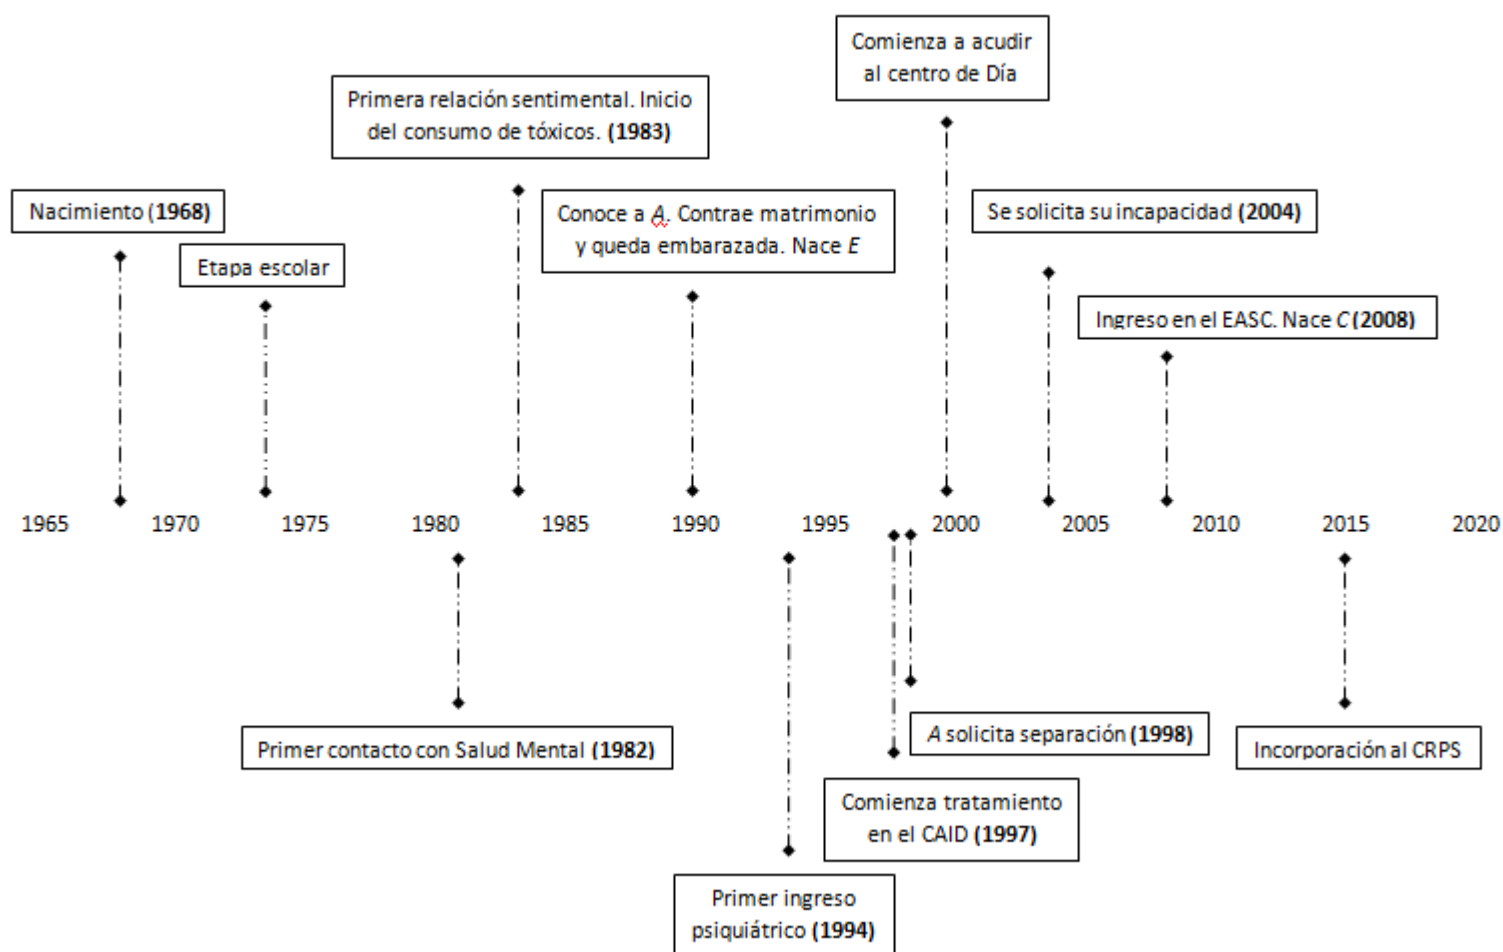 Comienza a acudir
al centro de Día
Primera relación sentimental. Inicio
del consumo de tóxicos. (1983)
Nacimiento (1968)
Conoce a A. Contrae matrimonio
y queda embarazada. Nace E
Se solicita su incapacidad (2004)
Etapa escolar
Ingreso en el EASC. Nace C (2008)
1965 1970 1975 1980 1985 1990 1995 2000 2005 2010 2015 2020
Primer contacto con Salud Mental (1982)
A solicita separación (1998)
Incorporación al CRPS
Comienza tratamiento
en el CAID (1997)
Primer ingreso
psiquiátrico (1994)